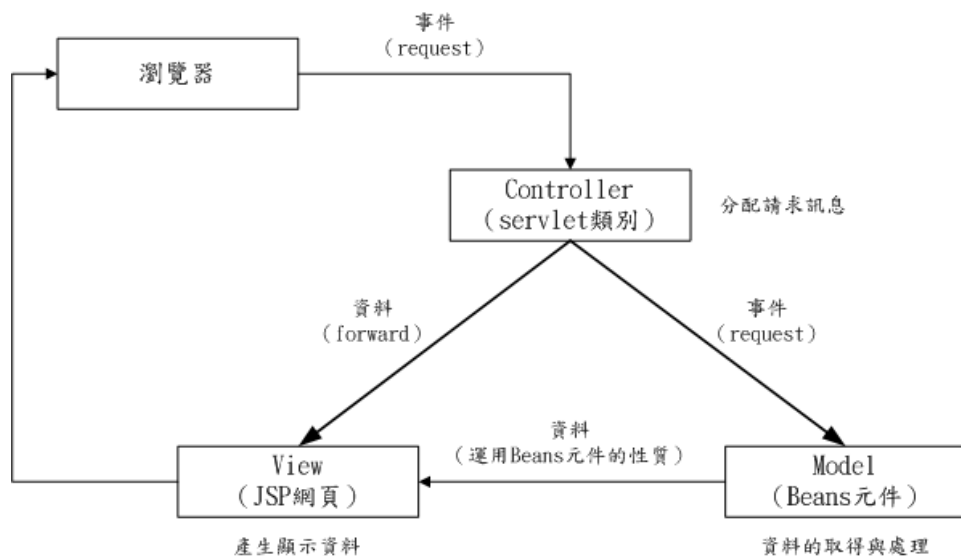 事件
(request)
瀏覽器
Controller
(servlet類別)
分配請求訊息
資料
(forward)
事件
(request)
資料
(運用Beans元件的性質)
View
(JSP網頁)
Model
(Beans元件)
產生顯示資料
資料的取得與處理